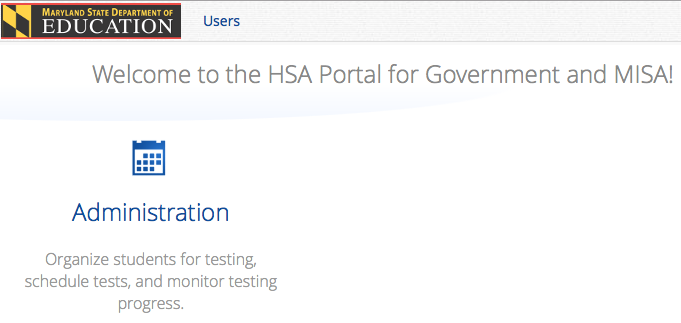 MARYLAND STATE DEPARTMENT OF
EDUCATION
Users
Welcome to the HSA Portal for Government and MISA!
Administration
Organize students for testing,
schedule tests, and monitor testing
progress.